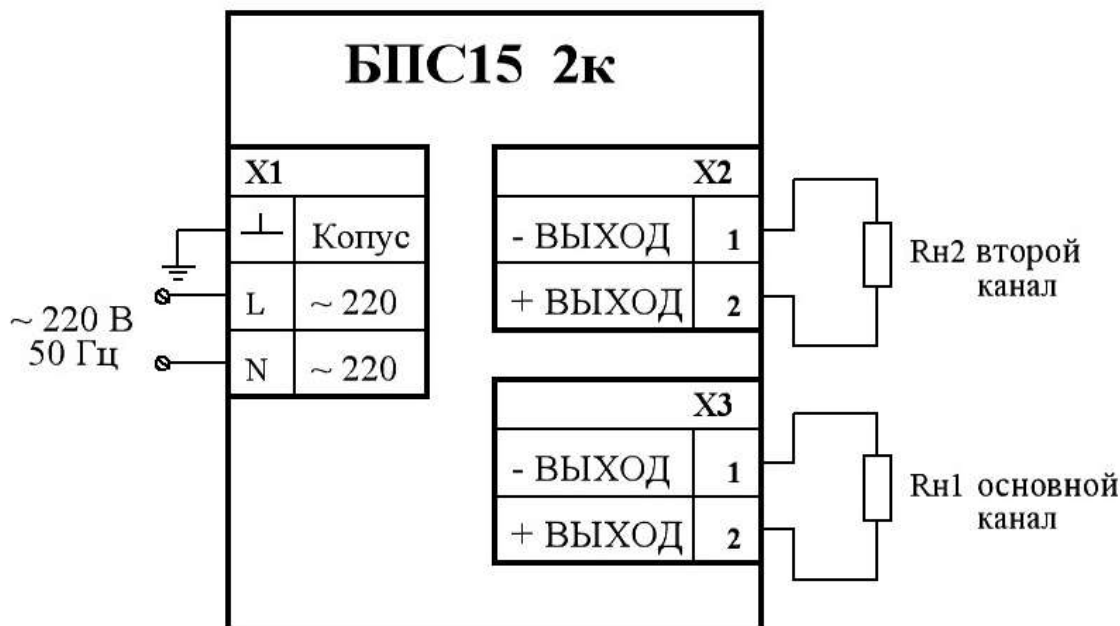 БПС15 2к
X1
Копус
L ~ 220
N ~ 220
~ 220 В
50 Гц
X2
- ВЫХОД 1
+ ВЫХОД 2
Rн2 второй
канал
X3
- ВЫХОД 1
+ ВЫХОД 2
Rн1 основной
канал